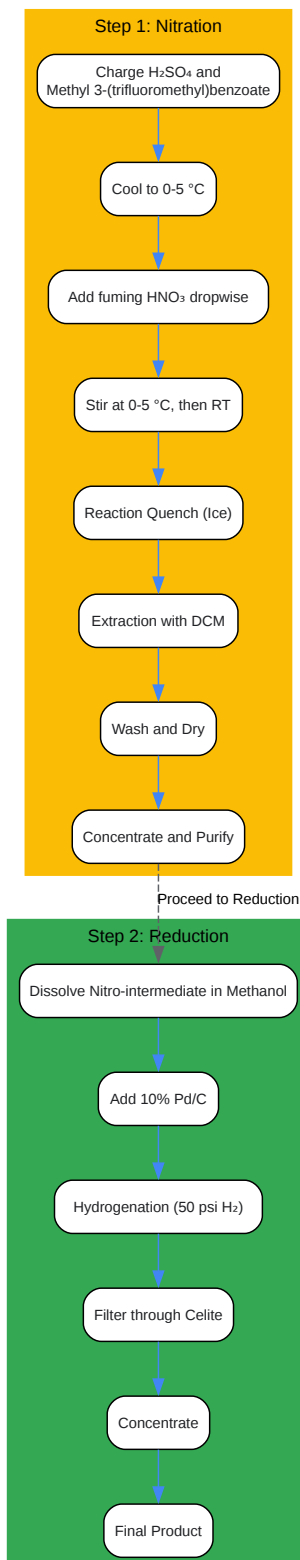 Step 1: Nitration
Charge H₂SO₄ and
Methyl 3-(trifluoromethyl)benzoate
Cool to 0-5 °C
Add fuming HNO₃ dropwise
Stir at 0-5 °C, then RT
Reaction Quench (Ice)
Extraction with DCM
Wash and Dry
Concentrate and Purify
Proceed to Reduction
Step 2: Reduction
Dissolve Nitro-intermediate in Methanol
Add 10% Pd/C
Hydrogenation (50 psi H₂)
Filter through Celite
Concentrate
Final Product